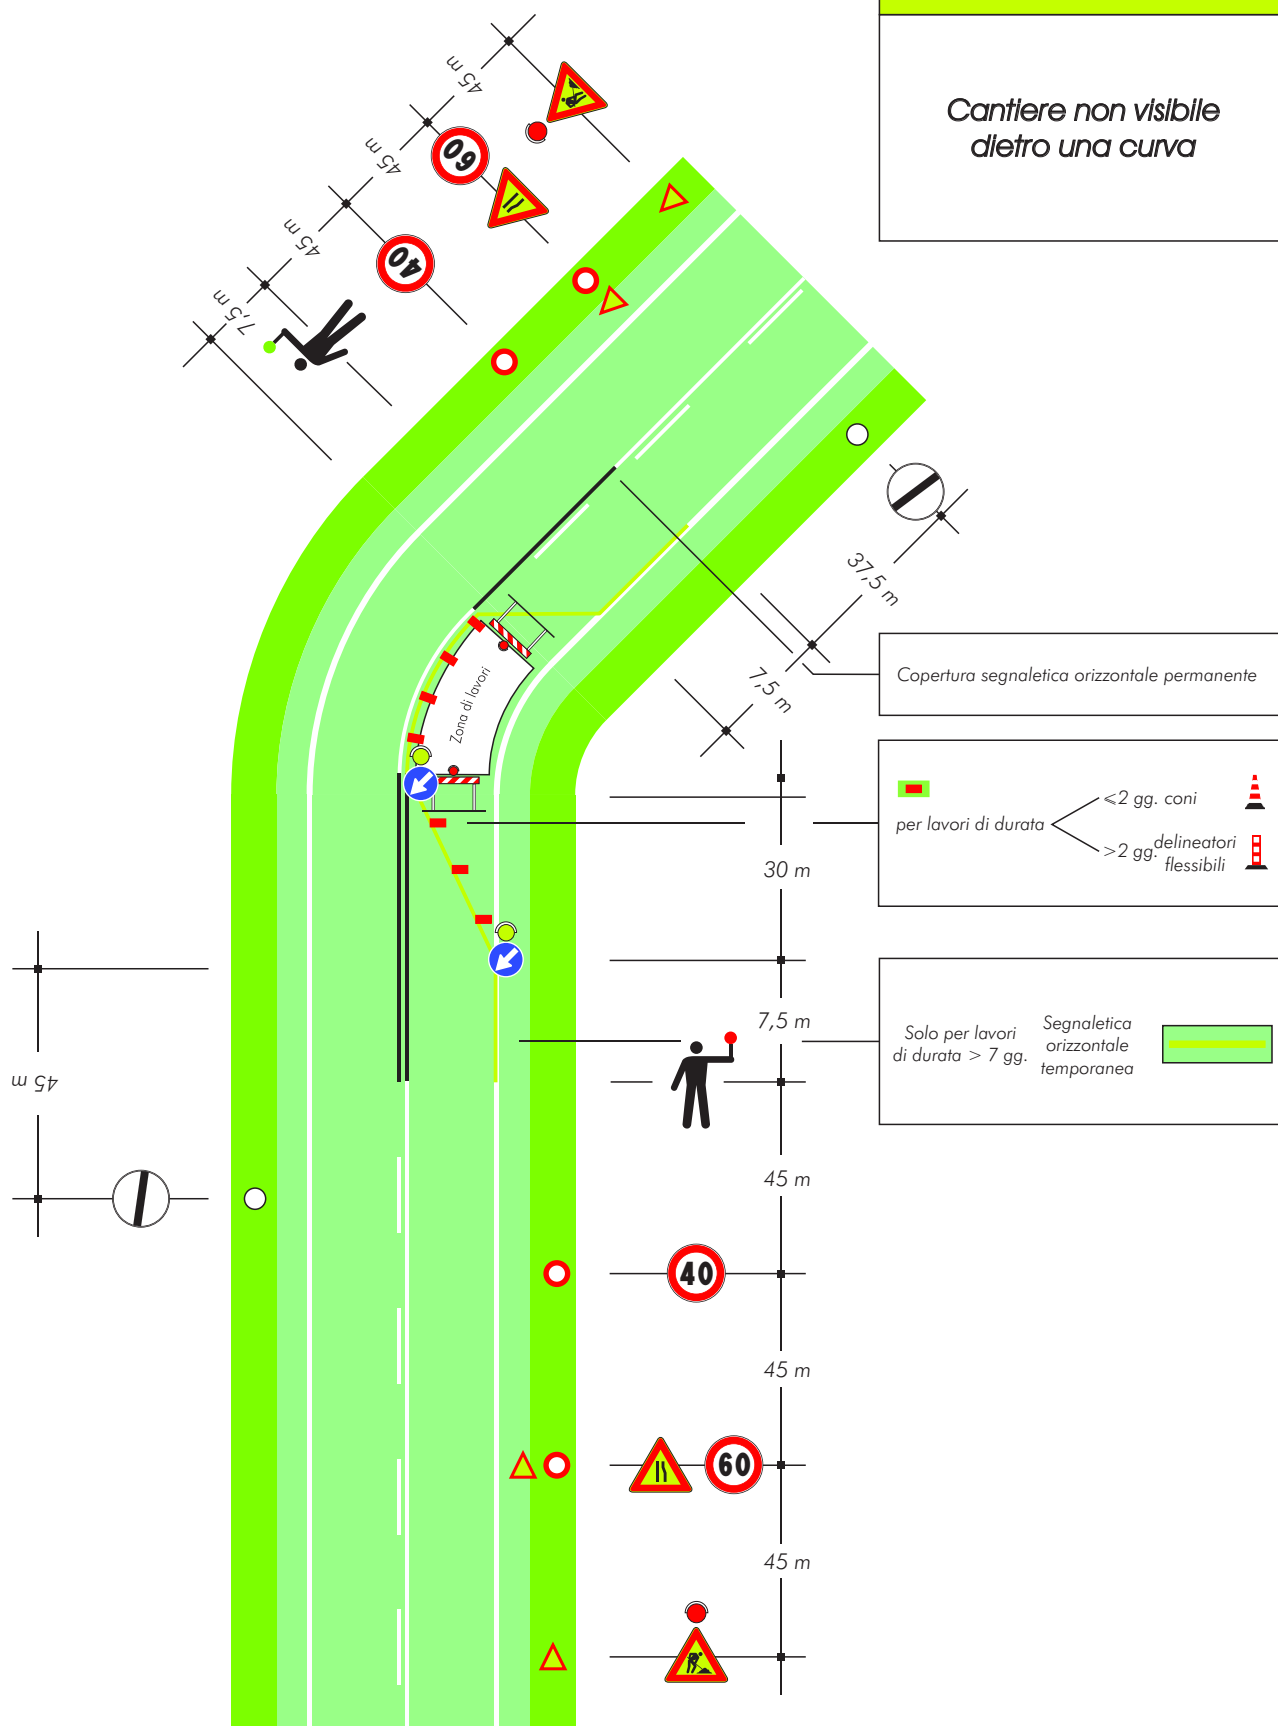 Cantiere non visibile
dietro una curva
45 m
60
45 m
40
45 m
7,5 m
37,5 m
7,5 m
Copertura segnaletica orizzontale permanente
Zona di lavori
per lavori di durata
≤2 gg. coni
>2 gg. delineatori
flessibili
30 m
7,5 m
Solo per lavori
di durata > 7 gg.
Segnaletica
orizzontale
temporanea
45 m
45 m
40
45 m
60
45 m